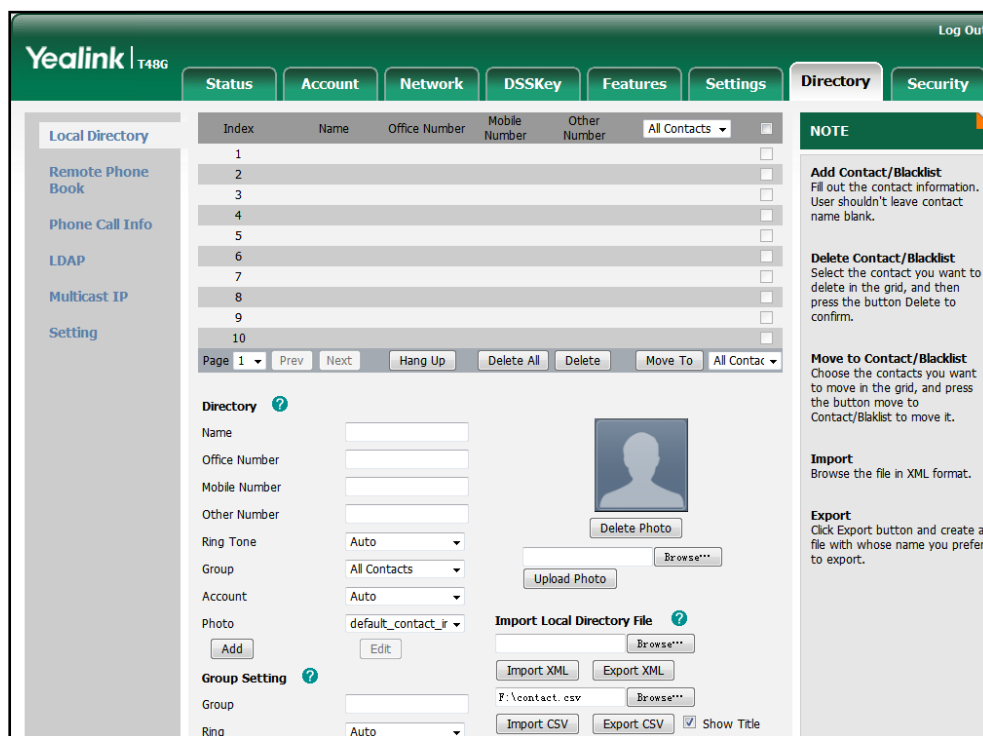 Log Out
Yealink | T48G
Status Account Network DSSKey Features Settings Directory Security
Local Directory
Remote Phone
Book
Phone Call Info
LDAP
Multicast IP
Setting
Index Name Office Number Mobile Number Other Number All Contacts
1
2
3
4
5
6
7
8
9
10
Page 1 Prev Next Hang Up Delete All Delete Move To All Contac
Directory ?
Name
Office Number
Mobile Number
Other Number
Ring Tone Auto
Group All Contacts
Account Auto
Photo default_contact_ir
Add Edit
Group Setting ?
Group
Ring Auto
Delete Photo
Browse...
Upload Photo
Import Local Directory File ?
Browse...
Import XML Export XML
F:\contact.csv Browse...
Import CSV Export CSV Show Title
NOTE
Add Contact/Blacklist
Fill out the contact information.
User shouldn't leave contact
name blank.
Delete Contact/Blacklist
Select the contact you want to
delete in the grid, and then
press the button Delete to
confirm.
Move to Contact/Blacklist
Choose the contacts you want
to move in the grid, and press
the button move to
Contact/Blaklist to move it.
Import
Browse the file in XML format.
Export
Click Export button and create a
file with whose name you prefer
to export.